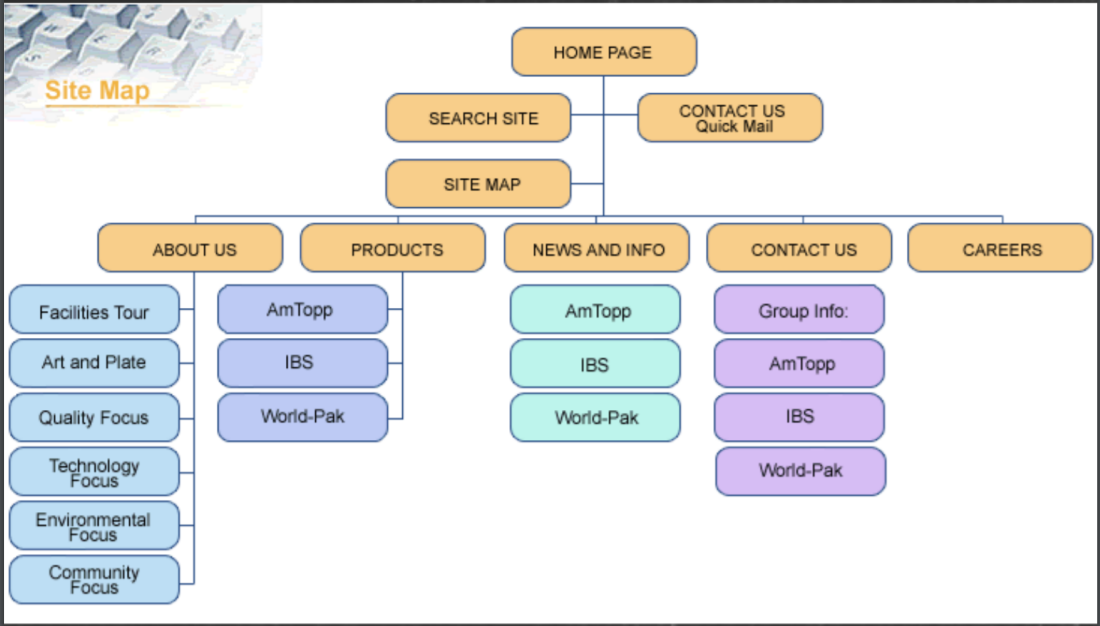 Site Map
HOME PAGE
SEARCH SITE
CONTACT US
Quick Mail
SITE MAP
ABOUT US
PRODUCTS
NEWS AND INFO
CONTACT US
CAREERS
Facilities Tour
Art and Plate
Quality Focus
Technology
Focus
Environmental
Focus
Community
Focus
AmTopp
IBS
World-Pak
AmTopp
IBS
World-Pak
Group Info:
AmTopp
IBS
World-Pak